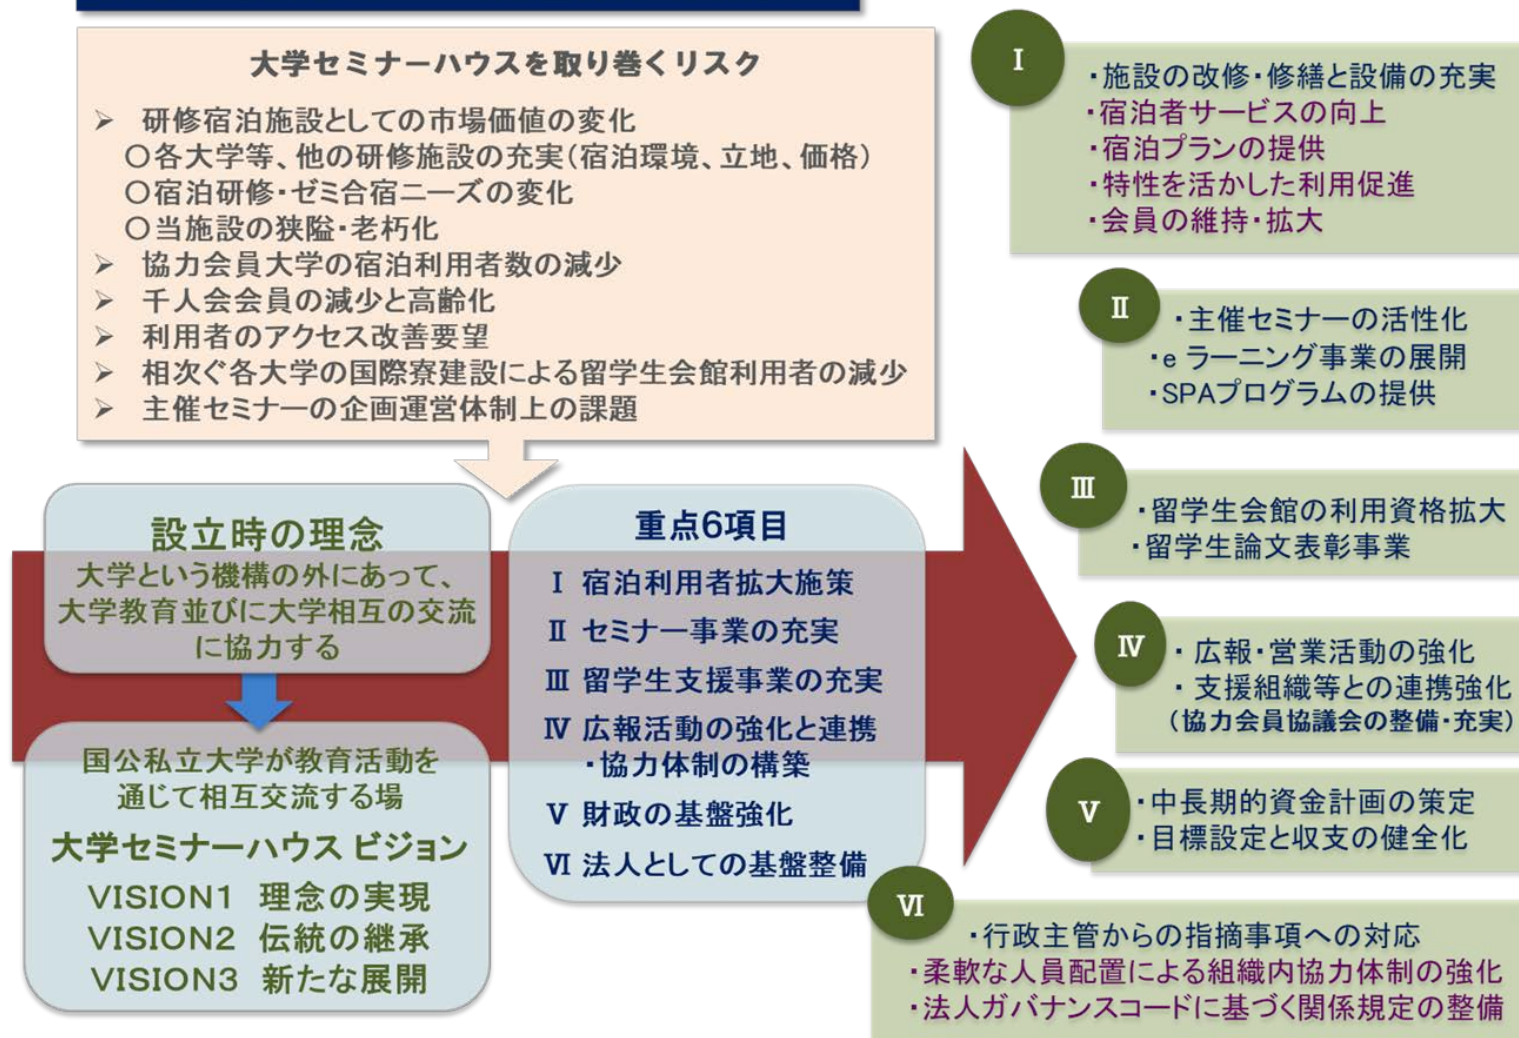 大学セミナーハウスを取り巻くリスク
➢ 研修宿泊施設としての市場価値の変化
〇各大学等、他の研修施設の充実(宿泊環境、立地、価格)
〇宿泊研修・ゼミ合宿ニーズの変化
〇当施設の狭隘・老朽化
➢ 協力会員大学の宿泊利用者数の減少
➢ 千人会会員の減少と高齢化
➢ 利用者のアクセス改善要望
➢ 相次ぐ各大学の国際寮建設による留学生会館利用者の減少
➢ 主催セミナーの企画運営体制上の課題
設立時の理念
大学という機構の外にあって、
大学教育並びに大学相互の交流
に協力する
国公私立大学が教育活動を
通じて相互交流する場
大学セミナーハウス ビジョン
VISION1 理念の実現
VISION2 伝統の継承
VISION3 新たな展開
重点6項目
Ⅰ 宿泊利用者拡大施策
Ⅱ セミナー事業の充実
Ⅲ 留学生支援事業の充実
Ⅳ 広報活動の強化と連携
・協力体制の構築
Ⅴ 財政の基盤強化
Ⅵ 法人としての基盤整備
Ⅰ
・施設の改修・修繕と設備の充実
・宿泊者サービスの向上
・宿泊プランの提供
・特性を活かした利用促進
・会員の維持・拡大
Ⅱ
・主催セミナーの活性化
・e ラーニング事業の展開
・SPAプログラムの提供
Ⅲ
・留学生会館の利用資格拡大
・留学生論文表彰事業
Ⅳ
・広報・営業活動の強化
・支援組織等との連携強化
(協力会員協議会の整備・充実)
Ⅴ
・中長期的資金計画の策定
・目標設定と収支の健全化
Ⅵ
・行政主管からの指摘事項への対応
・柔軟な人員配置による組織内協力体制の強化
・法人ガバナンスコードに基づく関係規定の整備